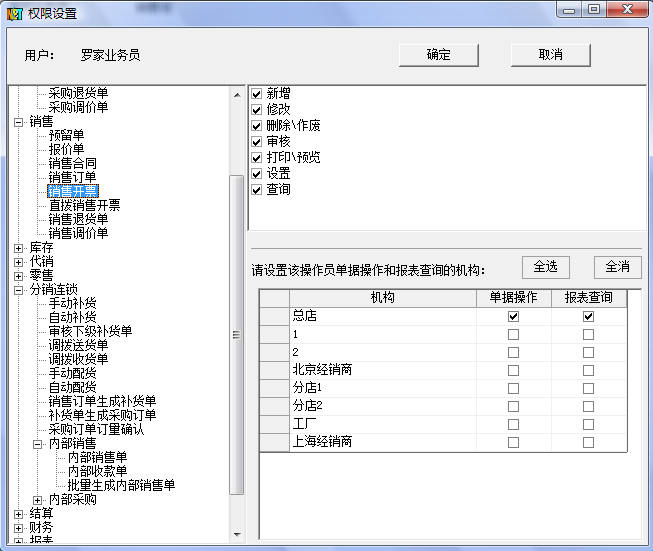 权限设置
用户： 罗家业务员 确定 取消
采购退货单
采购调价单
销售
预留单
报价单
销售合同
销售订单
销售开票
直拨销售开票
销售退货单
销售调价单
库存
代销
零售
分销连锁
手动补货
自动补货
审核下级补货单
调拨送货单
调拨收货单
手动配货
自动配货
销售订单生成补货单
补货单生成采购订单
采购订单订量确认
内部销售
内部销售单
内部收款单
批量生成内部销售单
内部采购
结算
财务
报表
新增
修改
删除\作废
审核
打印\预览
设置
查询
请设置该操作员单据操作和报表查询的机构： 全选 全消
机构 单据操作 报表查询
总店
1
2
北京经销商
分店1
分店2
工厂
上海经销商